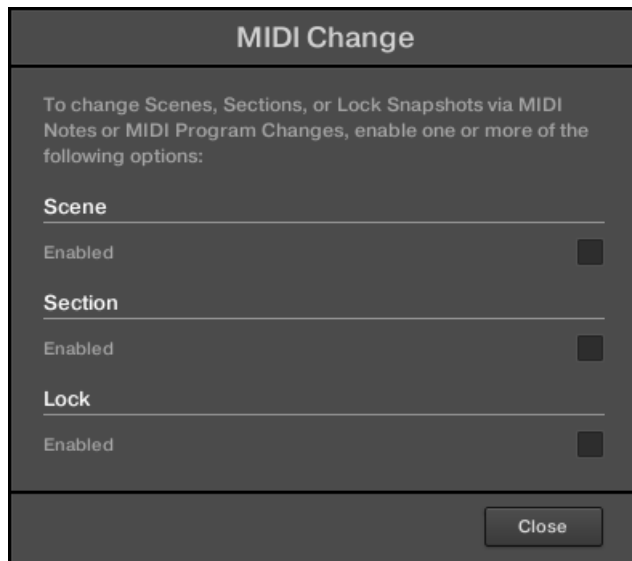 MIDI Change
To change Scenes, Sections, or Lock Snapshots via MIDI
Notes or MIDI Program Changes, enable one or more of the
following options:
Scene
Enabled
Section
Enabled
Lock
Enabled
Close